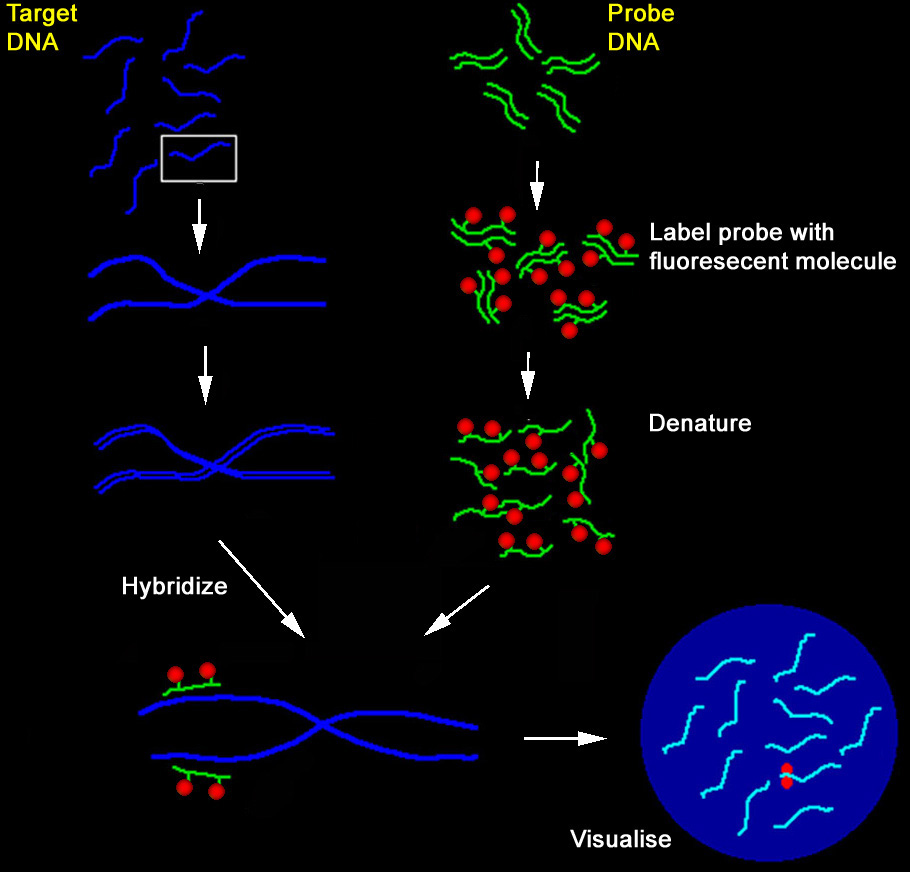 Target
DNA
Probe
DNA
Label probe with
fluoresecent molecule
Denature
Hybridize
Visualise